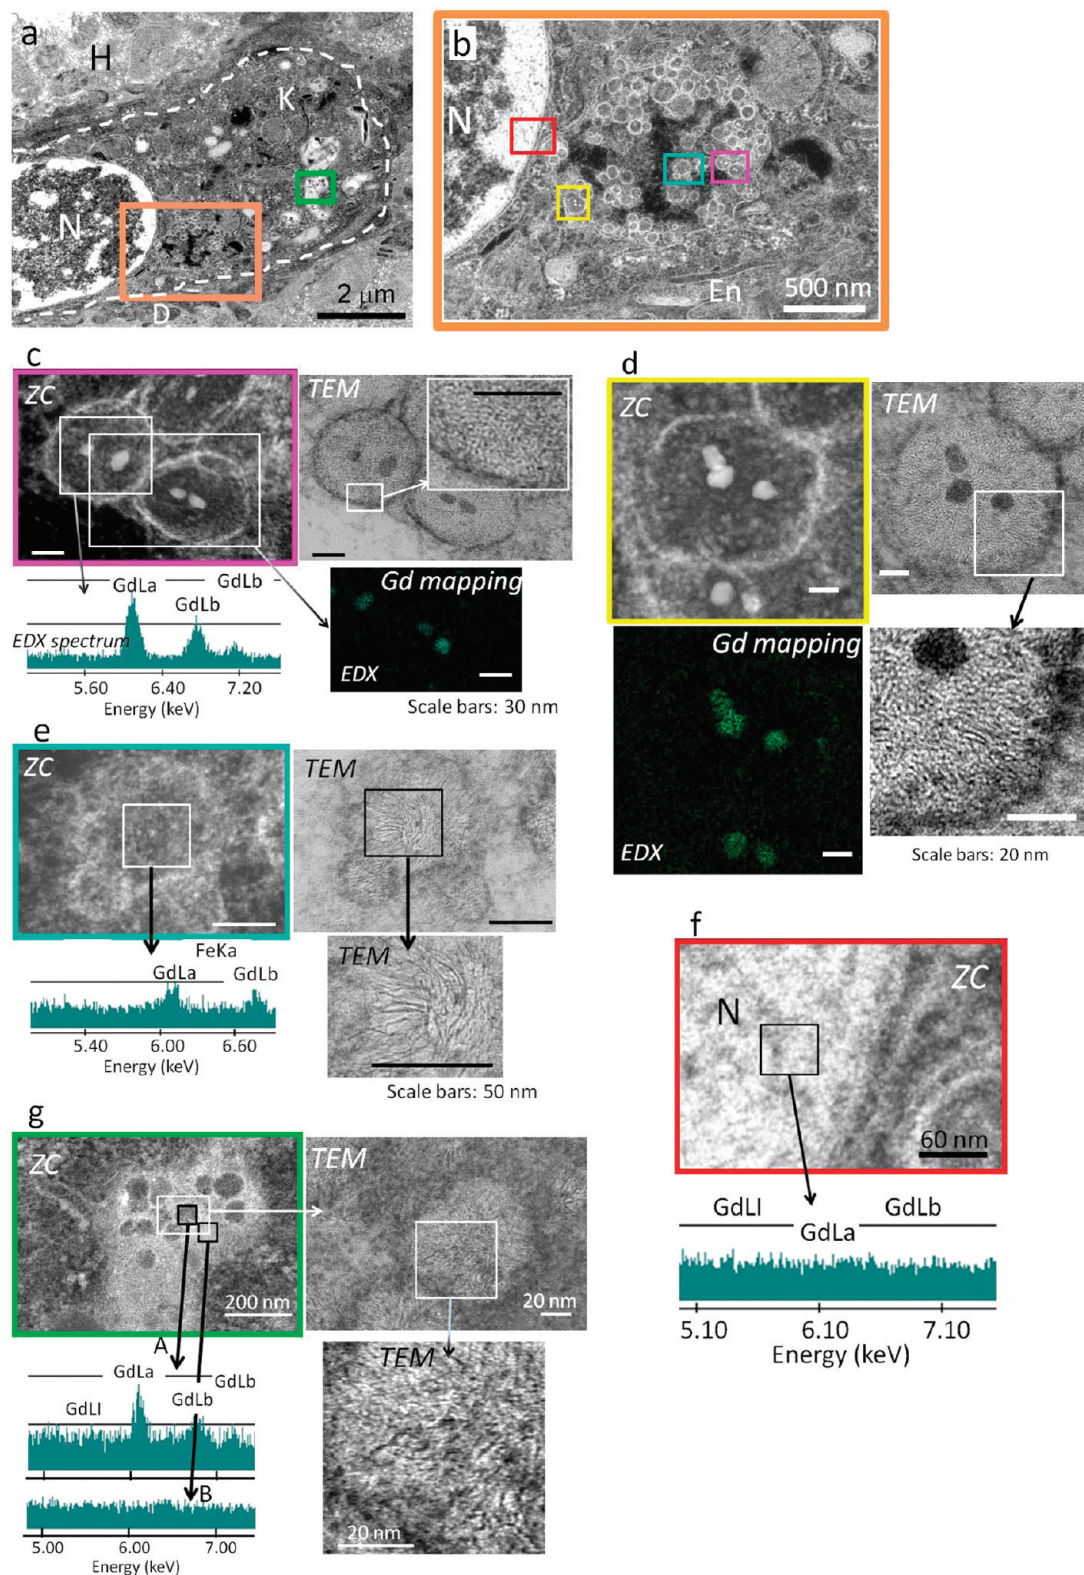 a
H
K
N
D
2 µm
b
N
En
500 nm
c
ZC
TEM
GdLa
GdLb
GdLb
EDX spectrum
5.60 6.40 7.20
Energy (keV)
Gd mapping
EDX
Scale bars: 30 nm
d
ZC
TEM
Gd mapping
EDX
Scale bars: 20 nm
e
ZC
TEM
FeKa
GdLa
GdLb
5.40 6.00 6.60
Energy (keV)
TEM
Scale bars: 50 nm
f
N
ZC
60 nm
GdLl
GdLa
GdLb
5.10 6.10 7.10
Energy (keV)
g
ZC
200 nm
TEM
20 nm
A
GdLa
GdLb
GdLb
GdLl
B
5.00 6.00 7.00
Energy (keV)
TEM
20 nm